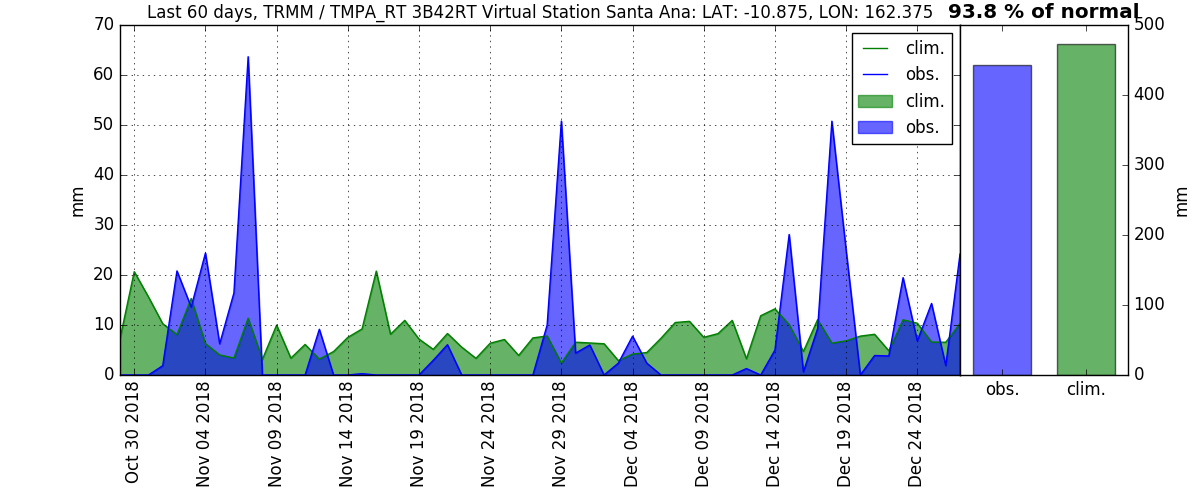 Last 60 days, TRMM / TMPA_RT 3B42RT Virtual Station Santa Ana: LAT: -10.875, LON: 162.375 93.8 % of normal
70
60
50
40
30
20
10
0
mm
clim.
obs.
clim.
obs.
500
400
300
200
100
0
mm
obs. clim.
Oct 30 2018
Nov 04 2018
Nov 09 2018
Nov 14 2018
Nov 19 2018
Nov 24 2018
Nov 29 2018
Dec 04 2018
Dec 09 2018
Dec 14 2018
Dec 19 2018
Dec 24 2018